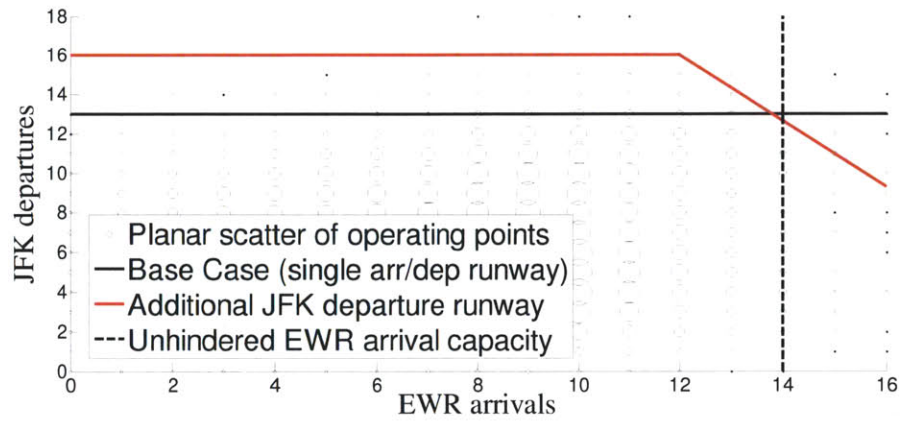 18
16
14
12
10
8
6
4
2
0
JFK departures
Planar scatter of operating points
Base Case (single arr/dep runway)
Additional JFK departure runway
Unhindered EWR arrival capacity
0 2 4 6 8 10 12 14 16
EWR arrivals